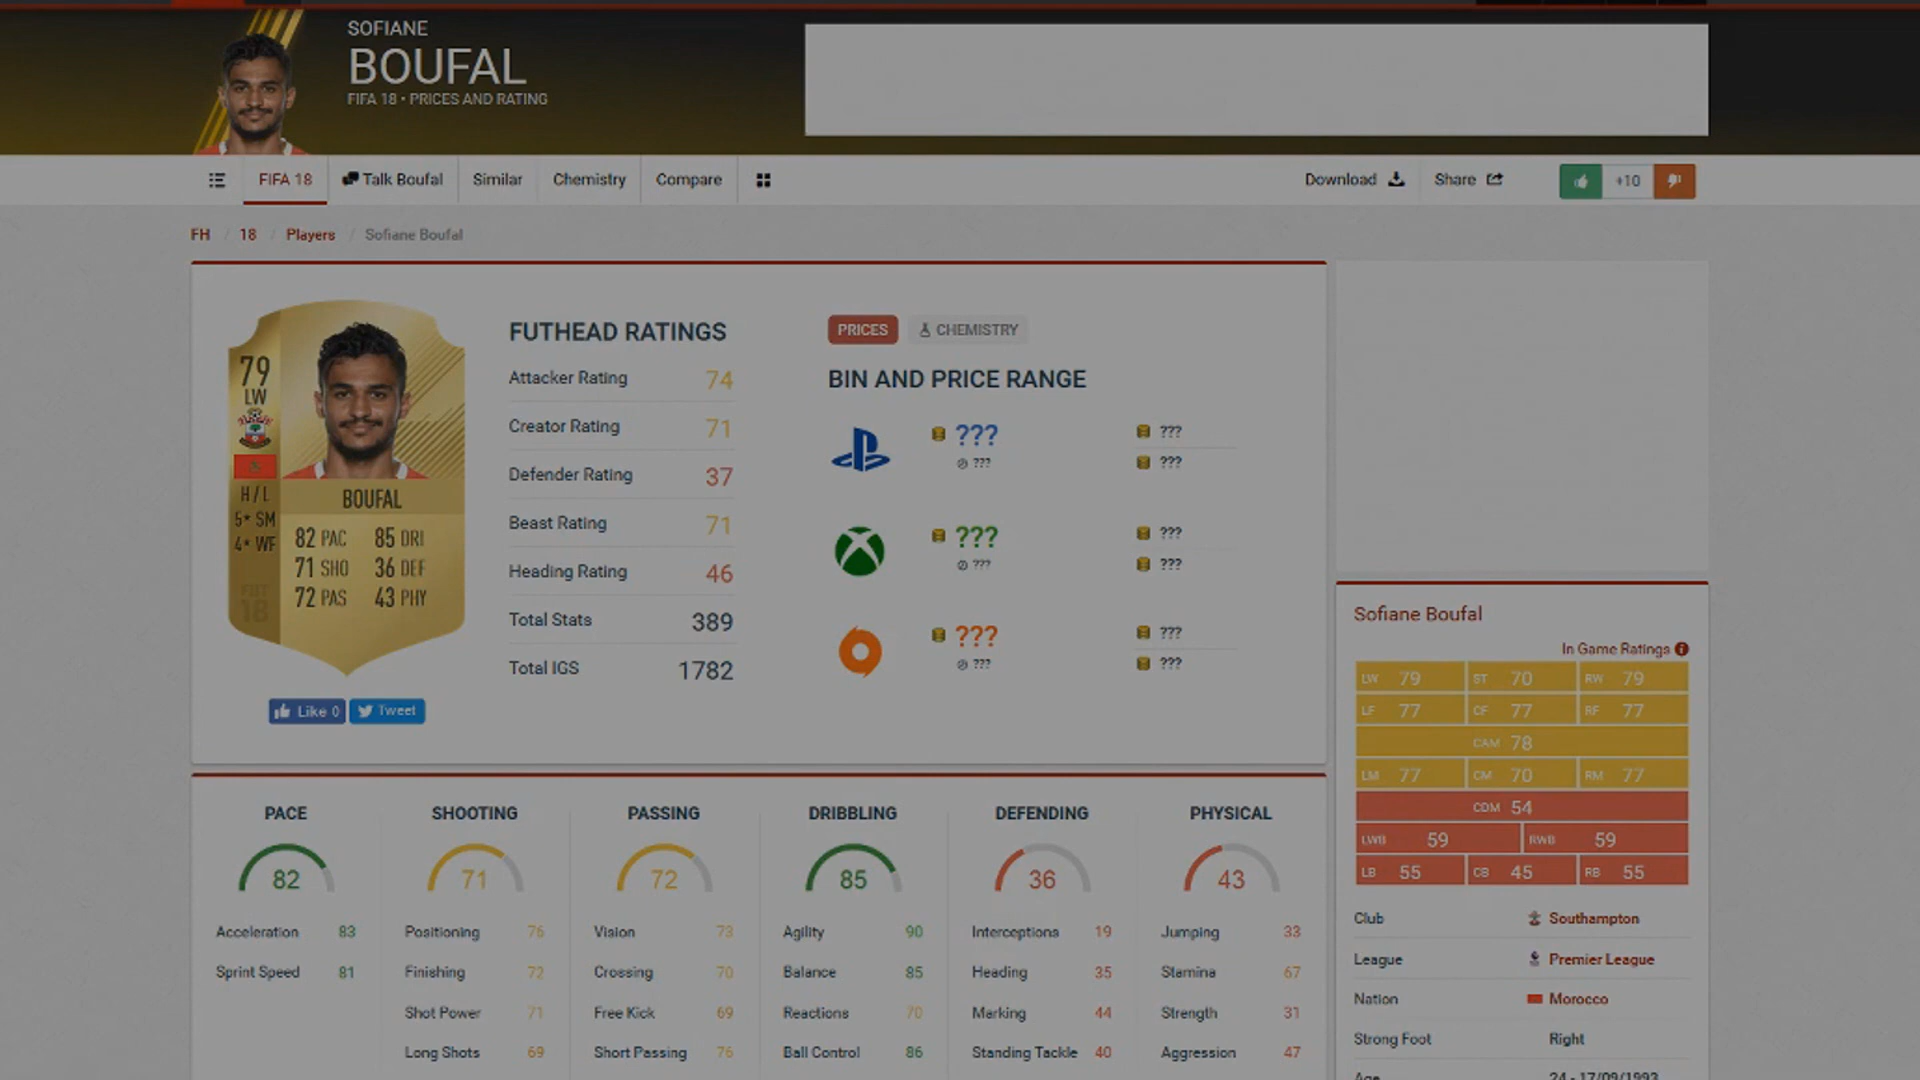 SOFIANE
BOUFAL
FIFA 18 • PRICES AND RATING
FIFA 18
Talk Boufal
Similar
Chemistry
Compare
Download
Share
+10
FH / 18 / Players / Sofiane Boufal
79
LW
H / L
5* SM
4* WF
FUT
18
BOUFAL
82 PAC 85 DRI
71 SHO 36 DEF
72 PAS 43 PHY
Like 0
Tweet
FUTHEAD RATINGS
Attacker Rating 74
Creator Rating 71
Defender Rating 37
Beast Rating 71
Heading Rating 46
Total Stats 389
Total IGS 1782
PRICES
CHEMISTRY
BIN AND PRICE RANGE
??? ???
??? ???
??? ???
??? ???
??? ???
??? ???
PACE
82
Acceleration 83
Sprint Speed 81
SHOOTING
71
Positioning 76
Finishing 72
Shot Power 71
Long Shots 69
PASSING
72
Vision 73
Crossing 70
Free Kick 69
Short Passing 76
DRIBBLING
85
Agility 90
Balance 85
Reactions 70
Ball Control 86
DEFENDING
36
Interceptions 19
Heading 35
Marking 44
Standing Tackle 40
PHYSICAL
43
Jumping 33
Stamina 67
Strength 31
Aggression 47
Sofiane Boufal
In Game Ratings
LW 79 ST 70 RW 79
LF 77 CF 77 RF 77
CAM 78
LM 77 CM 70 RM 77
CDM 54
LWB 59 RWB 59
LB 55 CB 45 RB 55
Club Southampton
League Premier League
Nation Morocco
Strong Foot Right
Age 24 - 17/09/1993